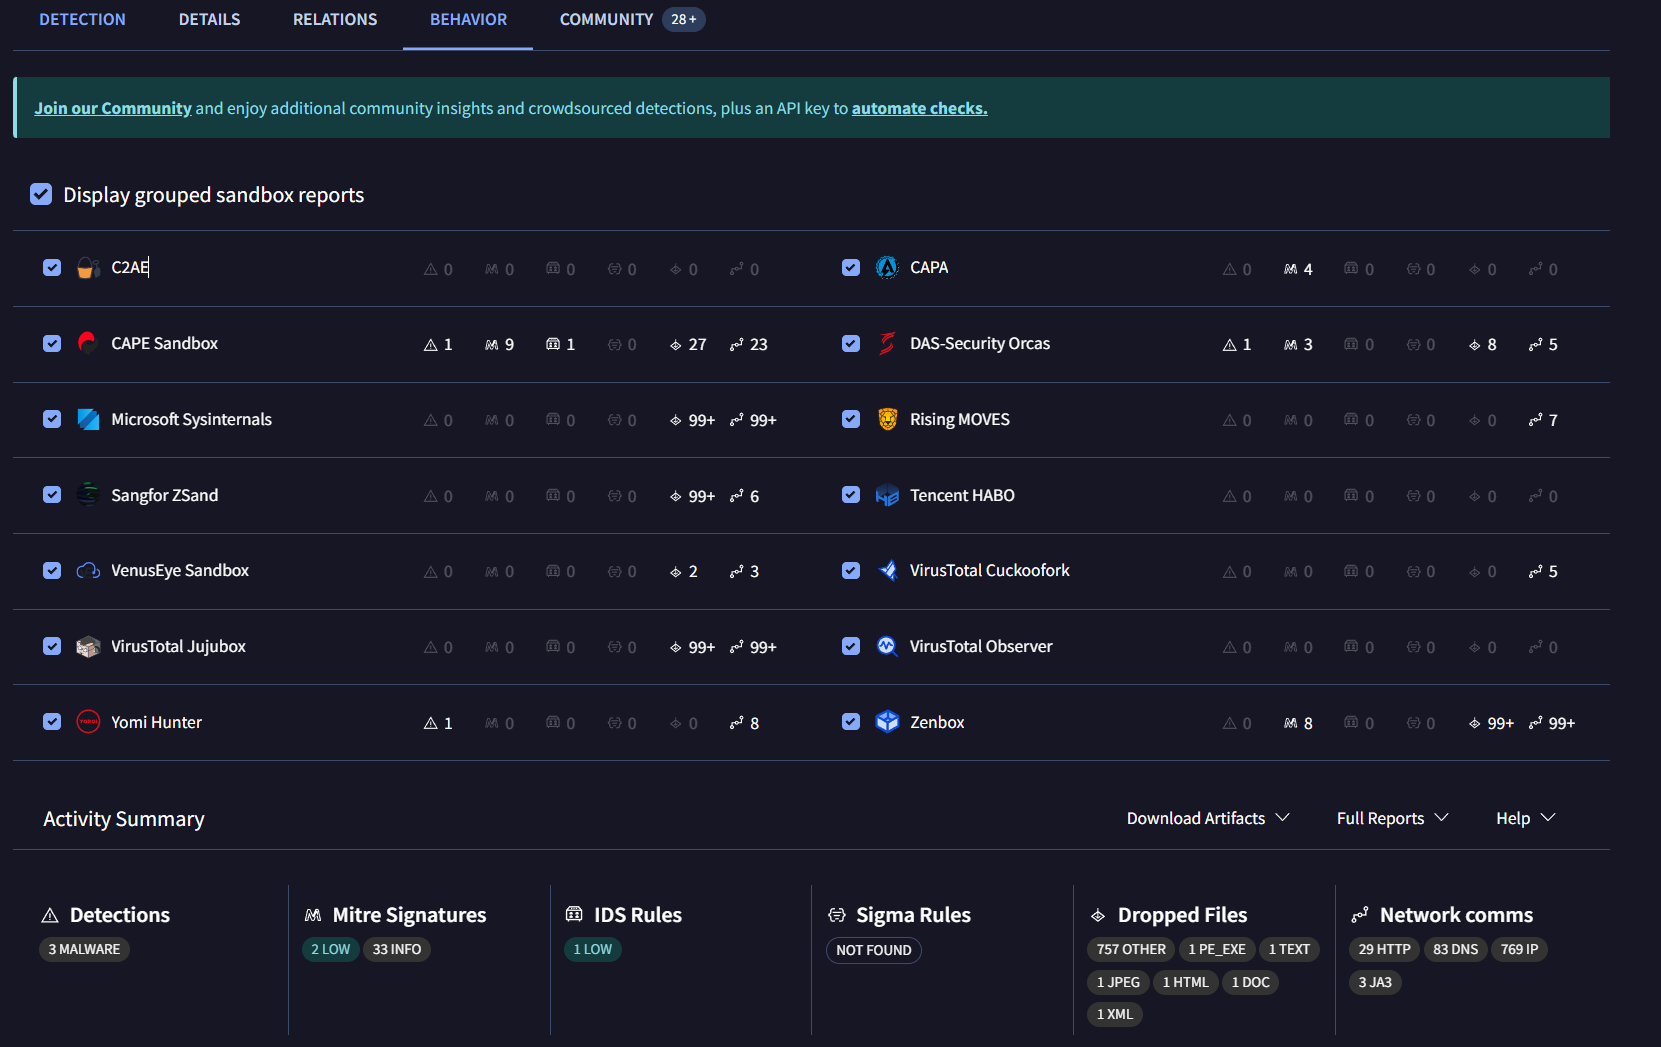 DETECTION DETAILS RELATIONS BEHAVIOR COMMUNITY 28+
Join our Community and enjoy additional community insights and crowdsourced detections, plus an API key to automate checks.
Display grouped sandbox reports
C2AE 0 0 0 0 0 0
CAPA 0 4 0 0 0 0
CAPE Sandbox 1 9 1 0 27 23
DAS-Security Orcas 1 3 0 0 8 5
Microsoft Sysinternals 0 0 0 0 99+ 99+
Rising MOVES 0 0 0 0 0 7
Sangfor ZSand 0 0 0 0 99+ 6
Tencent HABO 0 0 0 0 0 0
VenusEye Sandbox 0 0 0 0 2 3
VirusTotal Cuckoofork 0 0 0 0 0 5
VirusTotal Jujubox 0 0 0 0 99+ 99+
VirusTotal Observer 0 0 0 0 0 0
Yomi Hunter 1 0 0 0 0 8
Zenbox 0 8 0 0 99+ 99+
Activity Summary
Download Artifacts Full Reports Help
Detections
3 MALWARE
Mitre Signatures
2 LOW 33 INFO
IDS Rules
1 LOW
Sigma Rules
NOT FOUND
Dropped Files
757 OTHER 1 PE_EXE 1 TEXT
1 JPEG 1 HTML 1 DOC
1 XML
Network comms
29 HTTP 83 DNS 769 IP
3 JA3